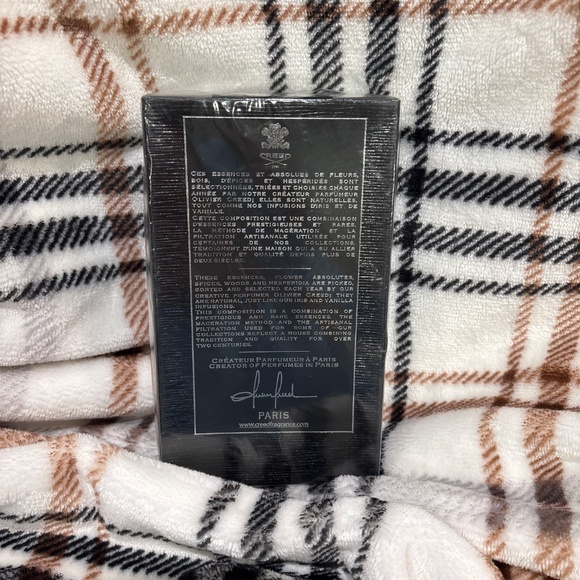 CREED
CES ESSENCES ET ABSOLUES DE FLEURS,
BOIS, D'ÉPICES ET HESPÉRIDÉS SONT
SÉLECTIONNÉES, TRIÉES ET CHOISIES CHAQUE
ANNÉE PAR NOTRE CRÉATEUR PARFUMEUR
OLIVIER CREED; ELLES SONT NATURELLES,
TOUT COMME NOS INFUSIONS D'IRIS ET DE
VANILLE.
CETTE COMPOSITION EST UNE COMBINAISON
D'ESSENCES PRESTIGIEUSES ET RARES.
LA MÉTHODE DE MACÉRATION ET LA
FILTRATION ARTISANALE UTILISÉS POUR
CERTAINES DE NOS COLLECTIONS,
TÉMOIGNENT D'UNE MAISON QUI A SU ALLIER
TRADITION ET QUALITÉ DEPUIS PLUS DE
DEUX SIÈCLES.
THESE ESSENCES, FLOWER ABSOLUTES,
SPICES, WOODS AND HESPERIDIA ARE PICKED,
SORTED AND SELECTED EACH YEAR BY OUR
CREATIVE PERFUMER OLIVIER CREED; THEY
ARE NATURAL, JUST LIKE OUR IRIS AND VANILLA
INFUSIONS.
THIS COMPOSITION IS A COMBINATION OF
PRESTIGIOUS AND RARE ESSENCES. THE
MACERATION METHOD AND THE ARTISANAL
FILTRATION USED FOR SOME OF OUR
COLLECTIONS REFLECT A HOUSE COMBINING
TRADITION AND QUALITY FOR OVER
TWO CENTURIES.
CRÉATEUR PARFUMEUR À PARIS
CREATOR OF PERFUMES IN PARIS
PARIS
www.creedfragrance.com